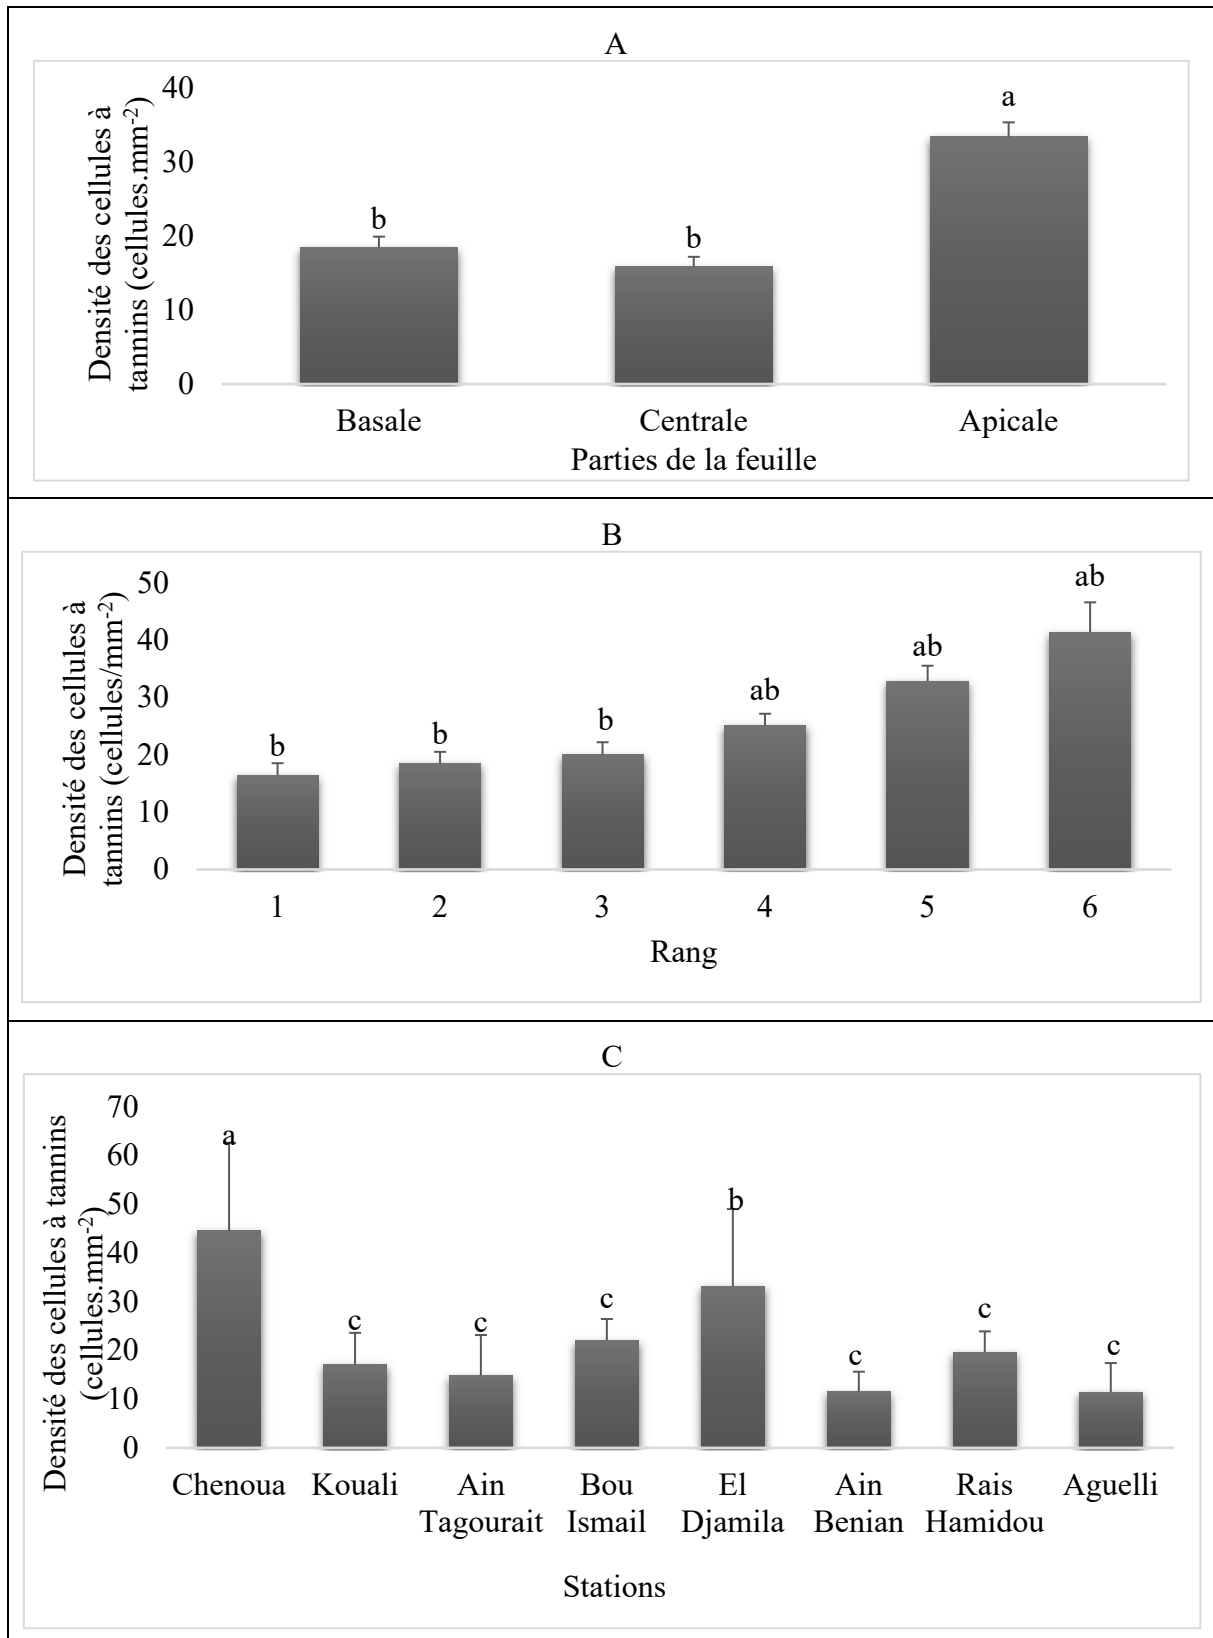 A
Densité des cellules à
tannins (cellules.mm-2)
40
30
20
10
0
b
b
a
Basale
Centrale
Apicale
Parties de la feuille
B
Densité des cellules à
tannins (cellules/mm-2)
50
40
30
20
10
0
b
b
b
ab
ab
ab
1
2
3
4
5
6
Rang
C
Densité des cellules à tannins
(cellules.mm-2)
70
60
50
40
30
20
10
0
a
c
c
c
b
c
c
c
Chenoua
Kouali
Ain
Tagourait
Bou
Ismail
El
Djamila
Ain
Benian
Rais
Hamidou
Aguelli
Stations